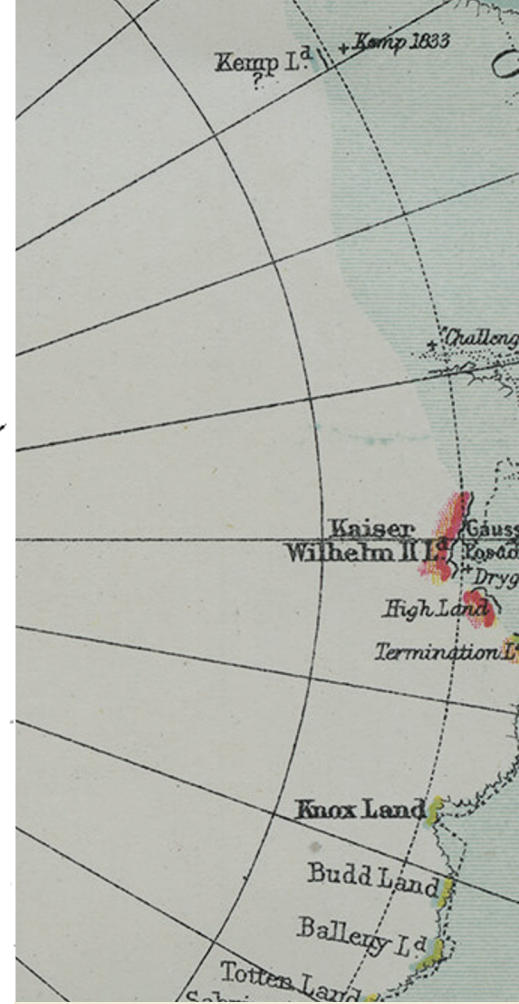 Kemp 1833
Kemp Lᵈ
?
Challeng
Kaiser
Gauss
Wilhelm II Lᵈ
Posad
Dryg
High Land
Termination Lᵈ
Knox Land
Budd Land
Balleny Lᵈ
Totten Land
Sabri